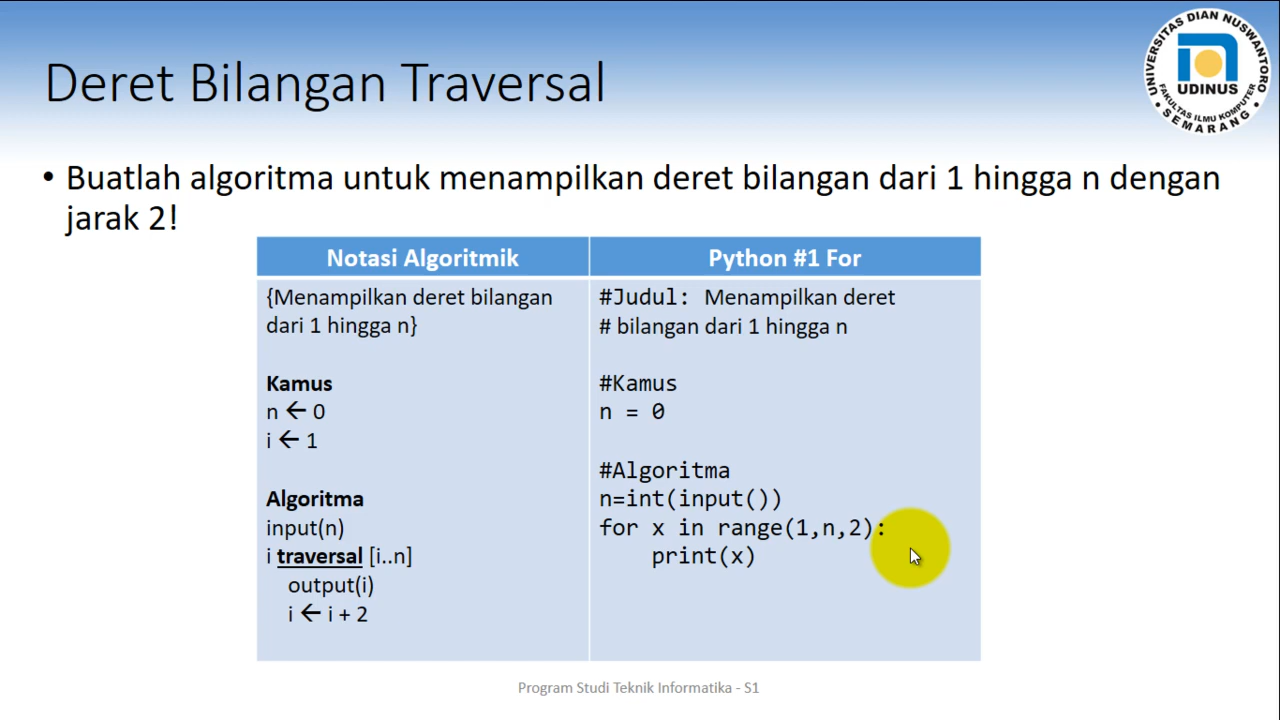 Deret Bilangan Traversal
UNIVERSITAS DIAN NUSWANTORO
UDINUS
FAKULTAS ILMU KOMPUTER
• SEMARANG •
• Buatlah algoritma untuk menampilkan deret bilangan dari 1 hingga n dengan
jarak 2!
Notasi Algoritmik
{Menampilkan deret bilangan
dari 1 hingga n}
Kamus
n ← 0
i ← 1
Algoritma
input(n)
i traversal [i..n]
output(i)
i ← i + 2
Python #1 For
#Judul: Menampilkan deret
# bilangan dari 1 hingga n
#Kamus
n = 0
#Algoritma
n=int(input())
for x in range(1,n,2):
print(x)
Program Studi Teknik Informatika - S1